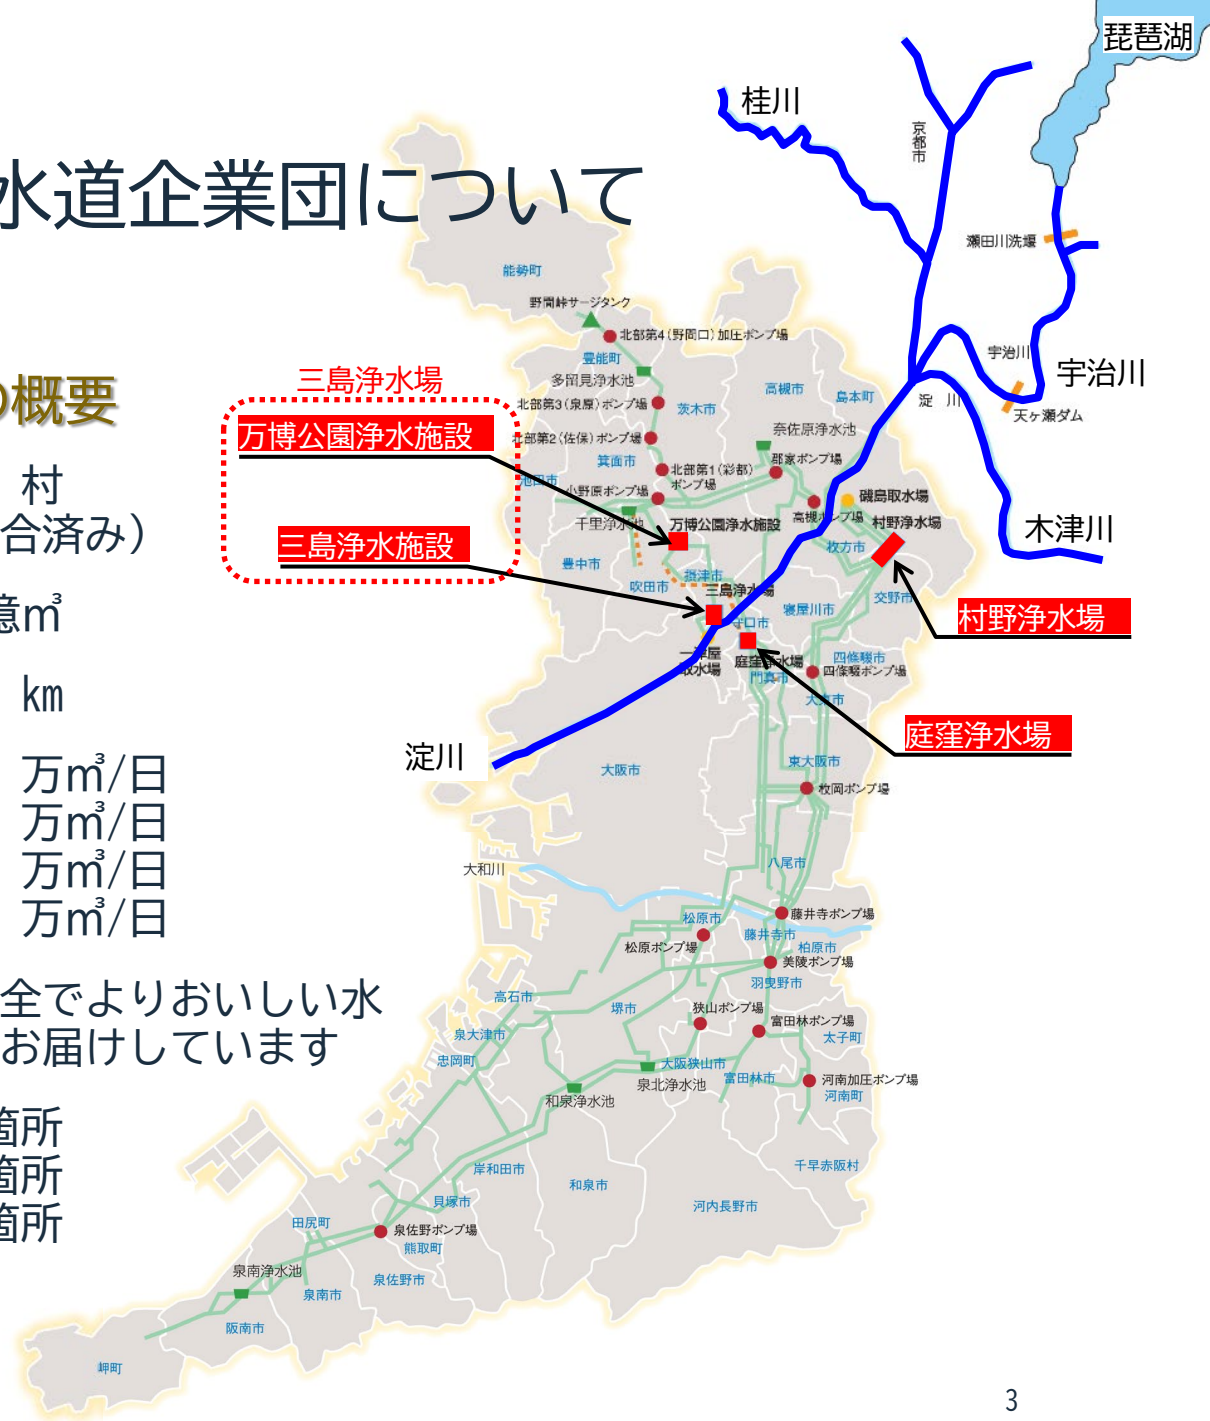 琵琶湖
桂川
京都市
水道企業団について
瀬田川洗堰
能勢町
野間峠サージタンク
北部第4(野間口)加圧ポンプ場
宇治川
宇治川
豊能町
の概要
三島浄水場
多留見浄水池
高槻市
島本町
淀 川
天ヶ瀬ダム
北部第3(泉原)ポンプ場
茨木市
万博公園浄水施設
北部第2(佐保)ポンプ場
奈佐原浄水池
箕面市
郡家ポンプ場
北部第1(彩都)
ポンプ場
池田市
小野原ポンプ場
村
磯島取水場
高槻ポンプ場
村野浄水場
千里浄水池
万博公園浄水施設
木津川
合済み)
三島浄水施設
枚方市
豊中市
吹田市
摂津市
三島浄水場
交野市
億㎥
寝屋川市
村野浄水場
守口市
一津屋
取水場
庭窪浄水場
四條畷市
四條畷ポンプ場
門真市
km
大東市
庭窪浄水場
淀川
大阪市
東大阪市
万㎥/日
枚岡ポンプ場
万㎥/日
大和川
八尾市
万㎥/日
万㎥/日
松原市
藤井寺ポンプ場
藤井寺市
松原ポンプ場
柏原市
美陵ポンプ場
羽曳野市
全でよりおいしい水
高石市
堺市
狭山ポンプ場
富田林ポンプ場
お届けしています
泉大津市
太子町
忠岡町
大阪狭山市
泉北浄水池
富田林市
河南加圧ポンプ場
河南町
和泉浄水池
箇所
岸和田市
千早赤阪村
箇所
和泉市
貝塚市
河内長野市
箇所
田尻町
泉佐野ポンプ場
熊取町
泉南浄水池
泉佐野市
泉南市
阪南市
岬町
3